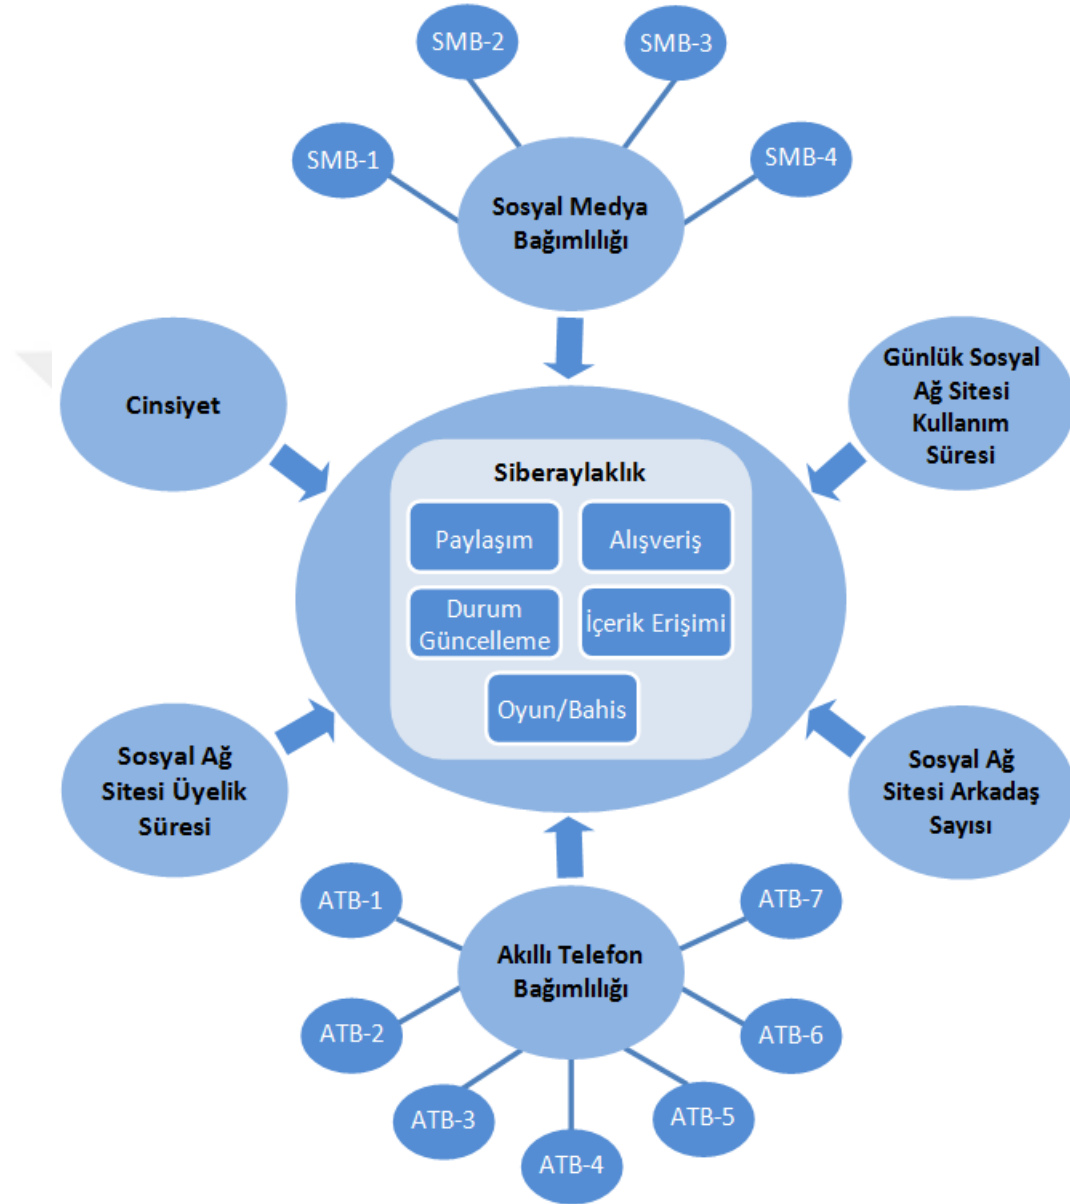 SMB-2
SMB-3
SMB-1
SMB-4
Sosyal Medya
Bağımlılığı
Cinsiyet
Günlük Sosyal
Ağ Sitesi
Kullanım
Süresi
Siberaylaklık
Paylaşım
Alışveriş
Durum
Güncelleme
İçerik Erişimi
Oyun/Bahis
Sosyal Ağ
Sitesi Üyelik
Süresi
Sosyal Ağ
Sitesi Arkadaş
Sayısı
Akıllı Telefon
Bağımlılığı
ATB-1
ATB-2
ATB-3
ATB-4
ATB-5
ATB-6
ATB-7